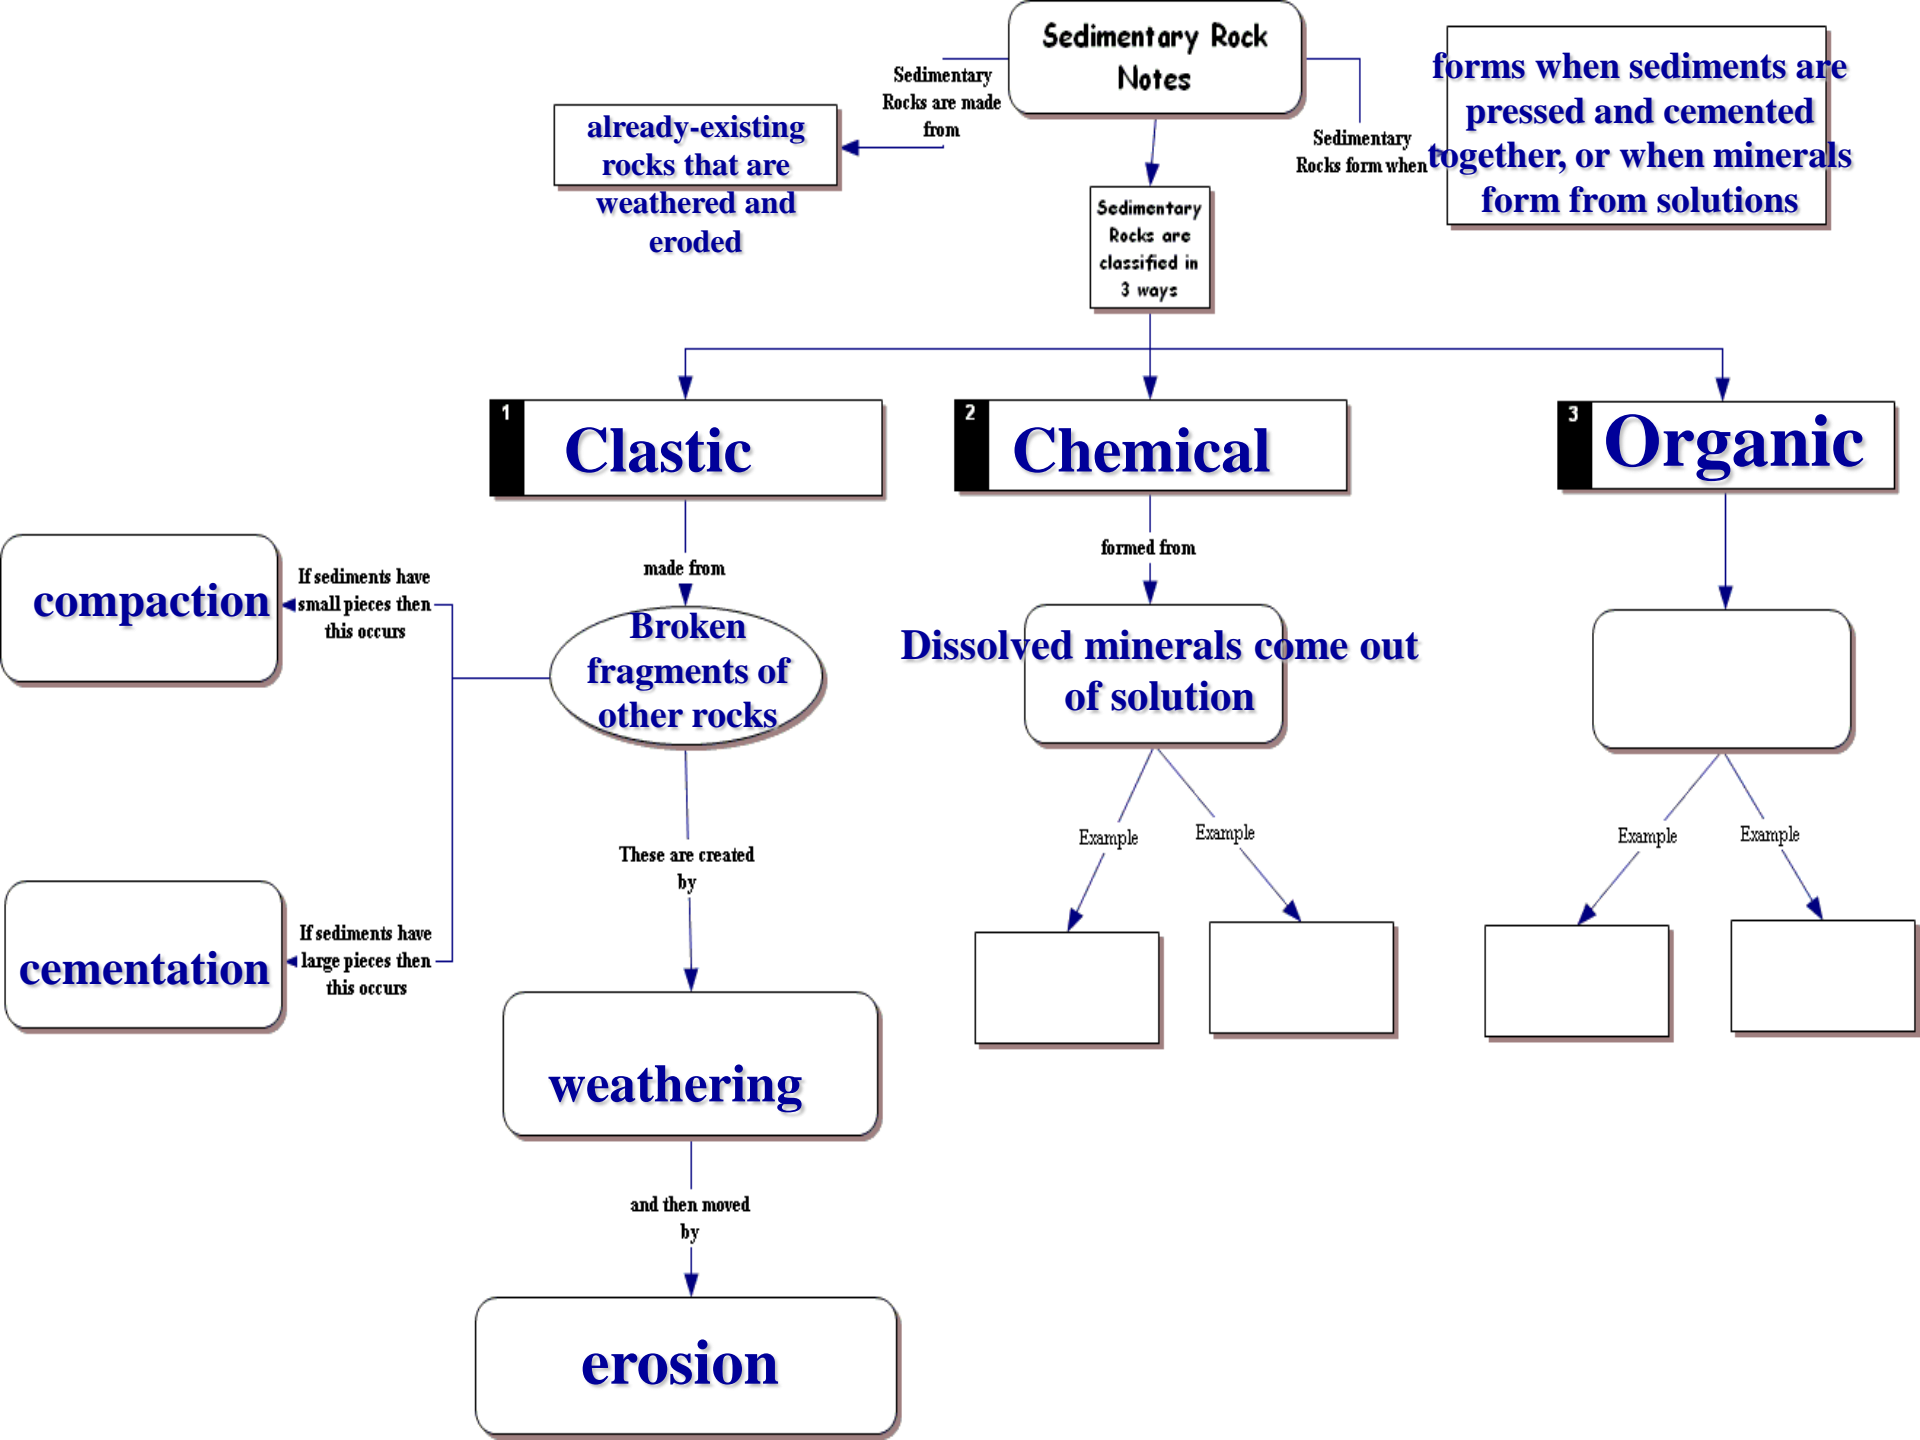 Sedimentary Rock
Notes
Sedimentary
Rocks are made
from
already-existing
rocks that are
weathered and
eroded
Sedimentary
Rocks form when
forms when sediments are
pressed and cemented
together, or when minerals
form from solutions
Sedimentary
Rocks are
classified in
3 ways
1
Clastic
2
Chemical
3
Organic
made from
Broken
fragments of
other rocks
If sediments have
small pieces then
this occurs
compaction
If sediments have
large pieces then
this occurs
cementation
These are created
by
weathering
and then moved
by
erosion
formed from
Dissolved minerals come out
of solution
Example
Example
Example
Example